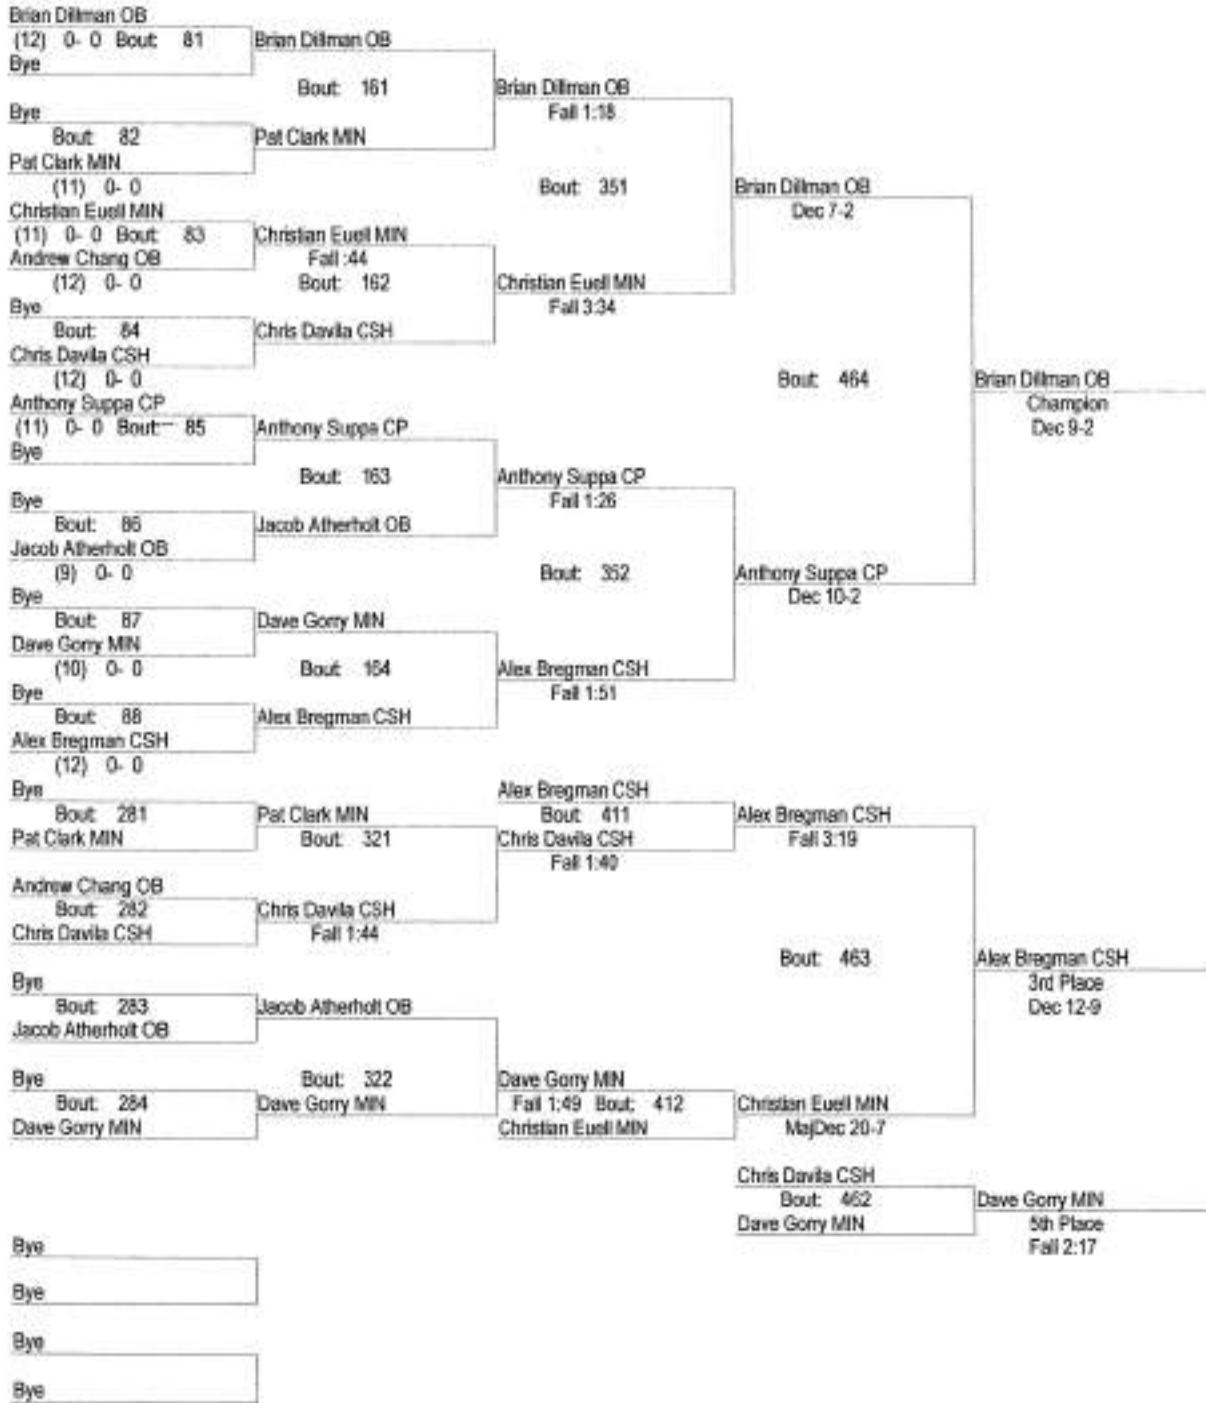 Brian Dillman OB
(12) 0- 0 Bout: 81
Bye
Bye
Bout: 82
Pat Clark MIN
(11) 0- 0
Christian Euell MIN
(11) 0- 0 Bout: 83
Andrew Chang OB
(12) 0- 0
Bye
Bout: 84
Chris Davila CSH
(12) 0- 0
Anthony Suppa CP
(11) 0- 0 Bout: 85
Bye
Bye
Bout: 86
Jacob Atherholt OB
(9) 0- 0
Bye
Bout: 87
Dave Gorry MIN
(10) 0- 0
Bye
Bout: 88
Alex Bregman CSH
(12) 0- 0
Bye
Bout: 281
Pat Clark MIN
Andrew Chang OB
Bout: 282
Chris Davila CSH
Bye
Bout: 283
Jacob Atherholt OB
Bye
Bout: 284
Dave Gorry MIN
Bye
Bye
Bye
Bye
Brian Dillman OB
Bout: 161
Pat Clark MIN
Christian Euell MIN
Fall :44
Bout: 162
Chris Davila CSH
Anthony Suppa CP
Bout: 163
Jacob Atherholt OB
Dave Gorry MIN
Bout: 164
Alex Bregman CSH
Pat Clark MIN
Bout: 321
Chris Davila CSH
Fall 1:44
Jacob Atherholt OB
Bout: 322
Dave Gorry MIN
Brian Dillman OB
Fall 1:18
Bout: 351
Christian Euell MIN
Fall 3:34
Anthony Suppa CP
Fall 1:26
Bout: 352
Alex Bregman CSH
Fall 1:51
Alex Bregman CSH
Bout: 411
Chris Davila CSH
Fall 1:40
Dave Gorry MIN
Fall 1:49 Bout: 412
Christian Euell MIN
Brian Dillman OB
Dec 7-2
Bout: 464
Anthony Suppa CP
Dec 10-2
Alex Bregman CSH
Fall 3:19
Bout: 463
Christian Euell MIN
MajDec 20-7
Chris Davila CSH
Bout: 462
Dave Gorry MIN
Brian Dillman OB
Champion
Dec 9-2
Alex Bregman CSH
3rd Place
Dec 12-9
Dave Gorry MIN
5th Place
Fall 2:17